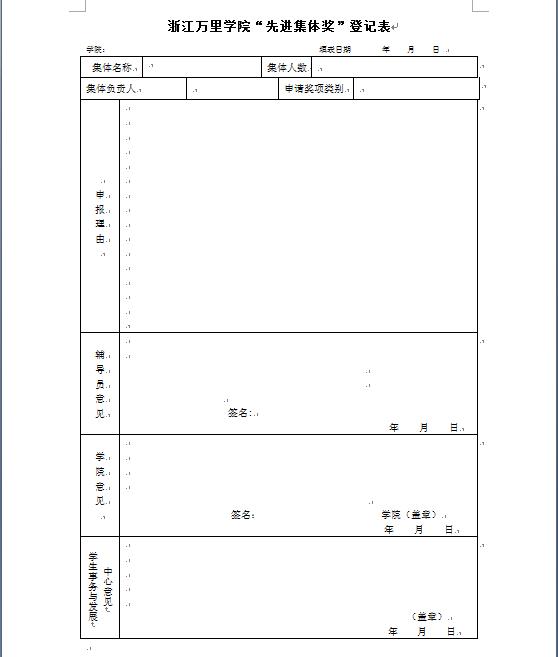 浙江万里学院“先进集体奖”登记表
学院： 填表日期 年 月 日
集体名称 集体人数
集体负责人 申请奖项类别
申报理由
辅导员意见
签名：
年 月 日
学院意见
签名： 学院（盖章）
年 月 日
学生事务与发展
中心意见
（盖章）
年 月 日